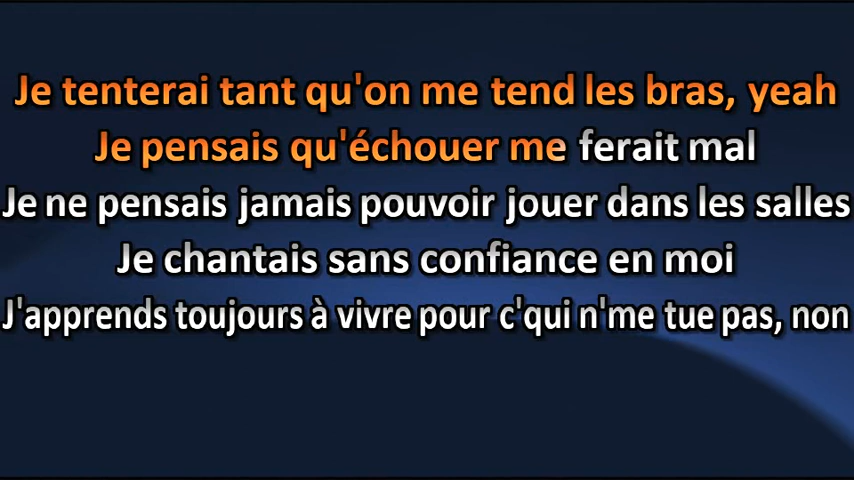 Je tenterai tant qu'on me tend les bras, yeah
Je pensais qu'échouer me ferait mal
Je ne pensais jamais pouvoir jouer dans les salles
Je chantais sans confiance en moi
J'apprends toujours à vivre pour c'qui n'me tue pas, non